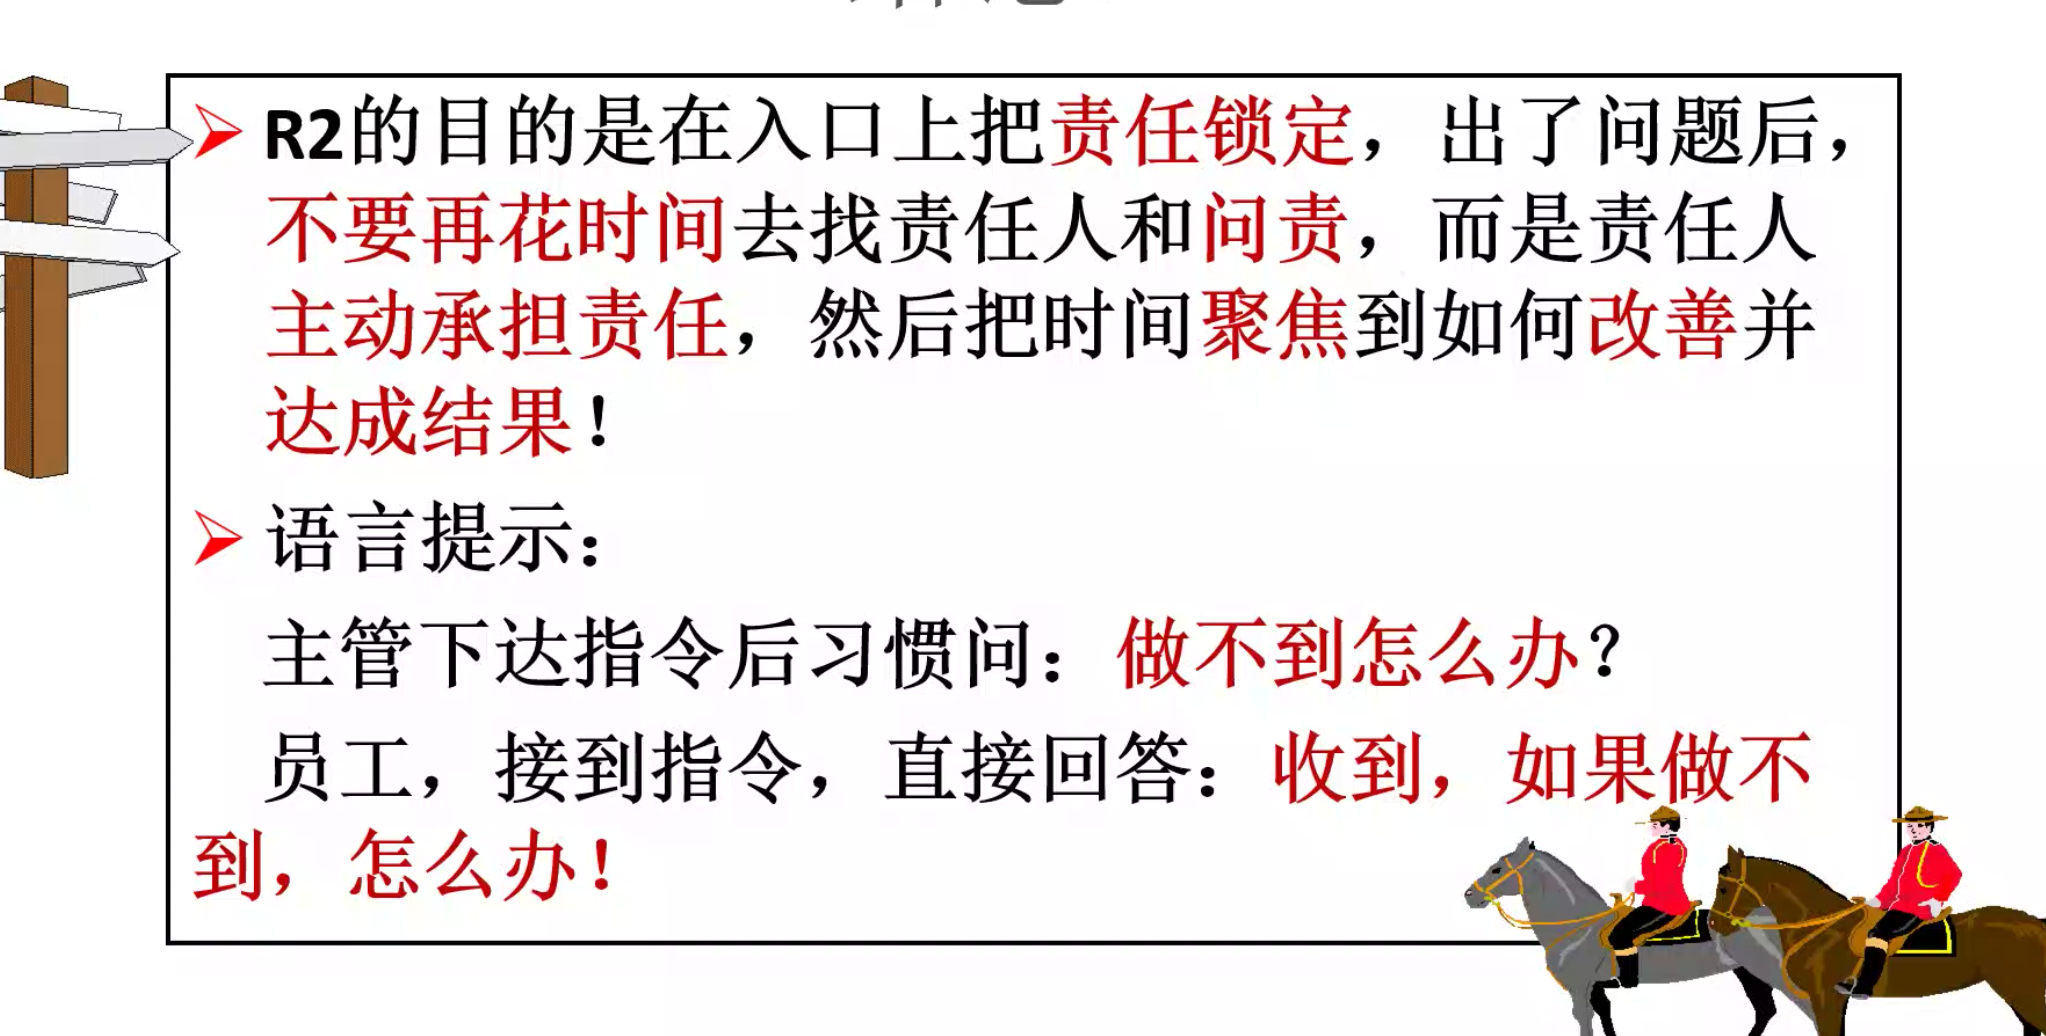 R2的目的是在入口上把责任锁定，出了问题后，
不要再花时间去找责任人和问责，而是责任人
主动承担责任，然后把时间聚焦到如何改善并
达成结果！
语言提示：
主管下达指令后习惯问：做不到怎么办？
员工，接到指令，直接回答：收到，如果做不
到，怎么办！